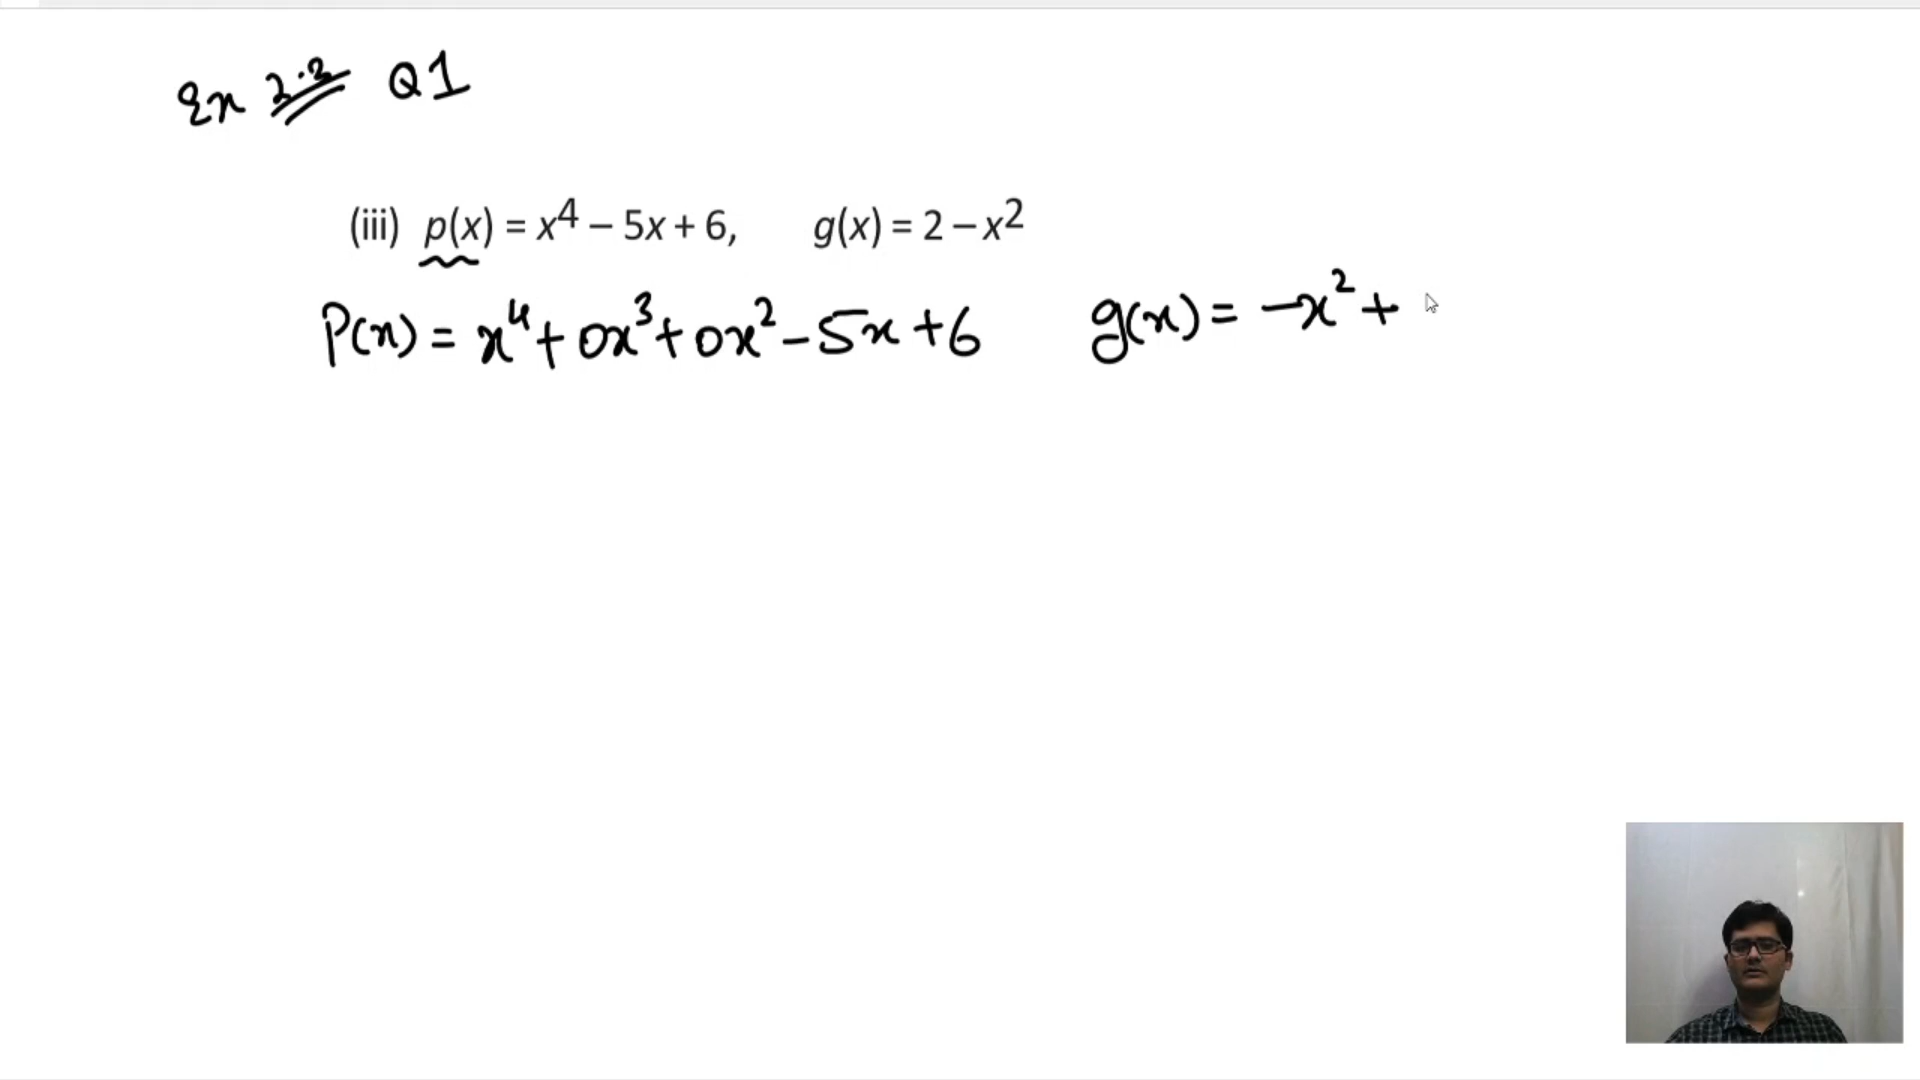 Ex 2.2 Q1
(iii) p(x) = x⁴ – 5x + 6, g(x) = 2 – x²
P(x) = x⁴ + 0x³ + 0x² - 5x + 6 g(x) = -x² +